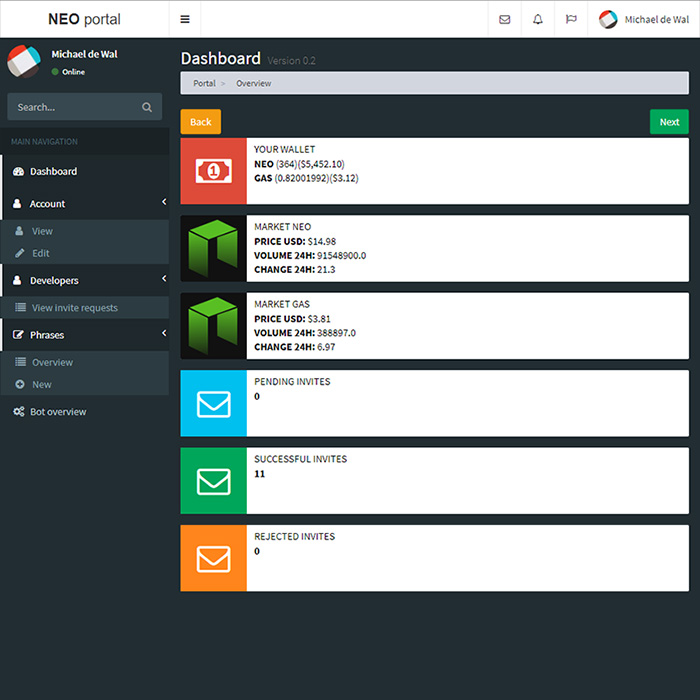 NEO portal
Michael de Wal
Michael de Wal
Online
Search...
MAIN NAVIGATION
Dashboard
Account
View
Edit
Developers
View invite requests
Phrases
Overview
New
Bot overview
Dashboard Version 0.2
Portal > Overview
Back
Next
1
YOUR WALLET
NEO (364)($5,452.10)
GAS (0.82001992)($3.12)
MARKET NEO
PRICE USD: $14.98
VOLUME 24H: 91548900.0
CHANGE 24H: 21.3
MARKET GAS
PRICE USD: $3.81
VOLUME 24H: 388897.0
CHANGE 24H: 6.97
PENDING INVITES
0
SUCCESSFUL INVITES
11
REJECTED INVITES
0